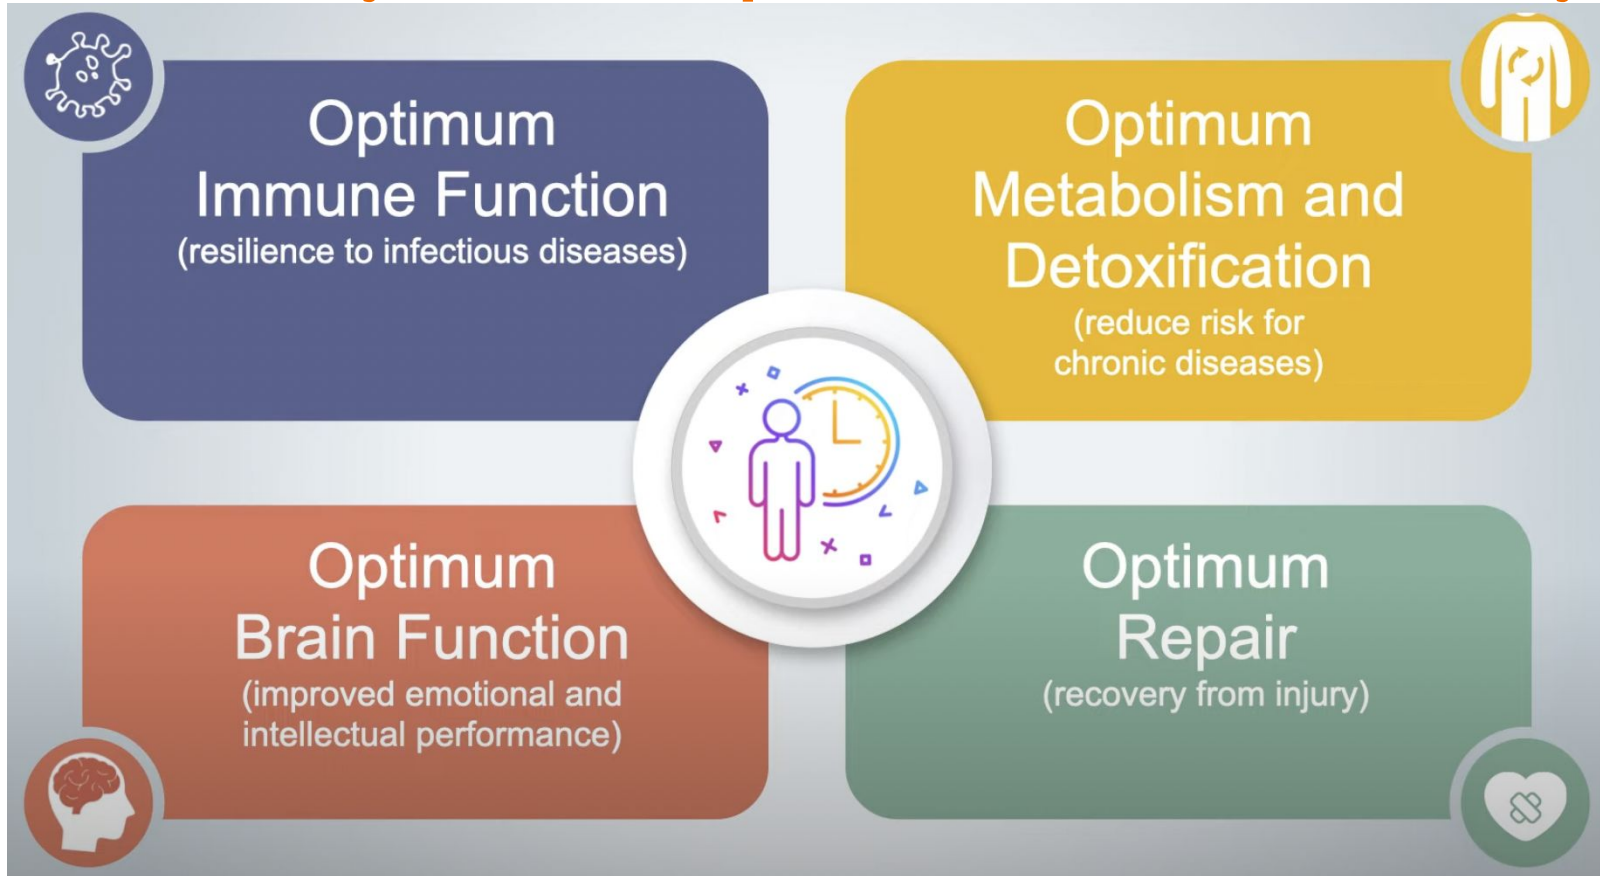 Optimum
Immune Function
(resilience to infectious diseases)
Optimum
Metabolism and
Detoxification
(reduce risk for
chronic diseases)
Optimum
Brain Function
(improved emotional and
intellectual performance)
Optimum
Repair
(recovery from injury)